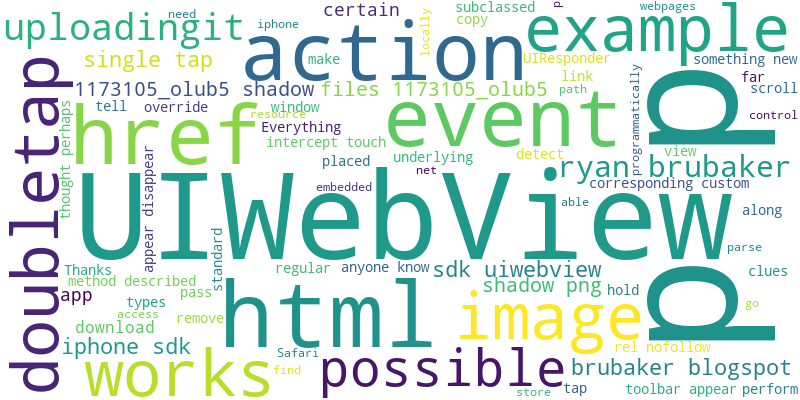 need
certain
subclassed
copy
p
webpages
uploadingit
iphone
action
locally
example
make
single tap
UIResponder
something new
link
far
1173105_olub5 shadow
files 1173105_olub5
path
programmatically
scroll
doubletap
tell
override
window
resource
href
event
p
control
Everything
intercept touch
detect
view
thought perhaps
underlying
placed
net
ryan brubaker
UIWebView
embedded
corresponding custom
able
along
appear disappear
standard
parse
Thanks
regular
anyone know
sdk uiwebview
clues
method described
app
pass
types
access
html
shadow png
hold
image
p
go
download
remove
iphone sdk
Safari
rel nofollow
works
find
possible
brubaker blogspot
store
tap
toolbar appear
perform